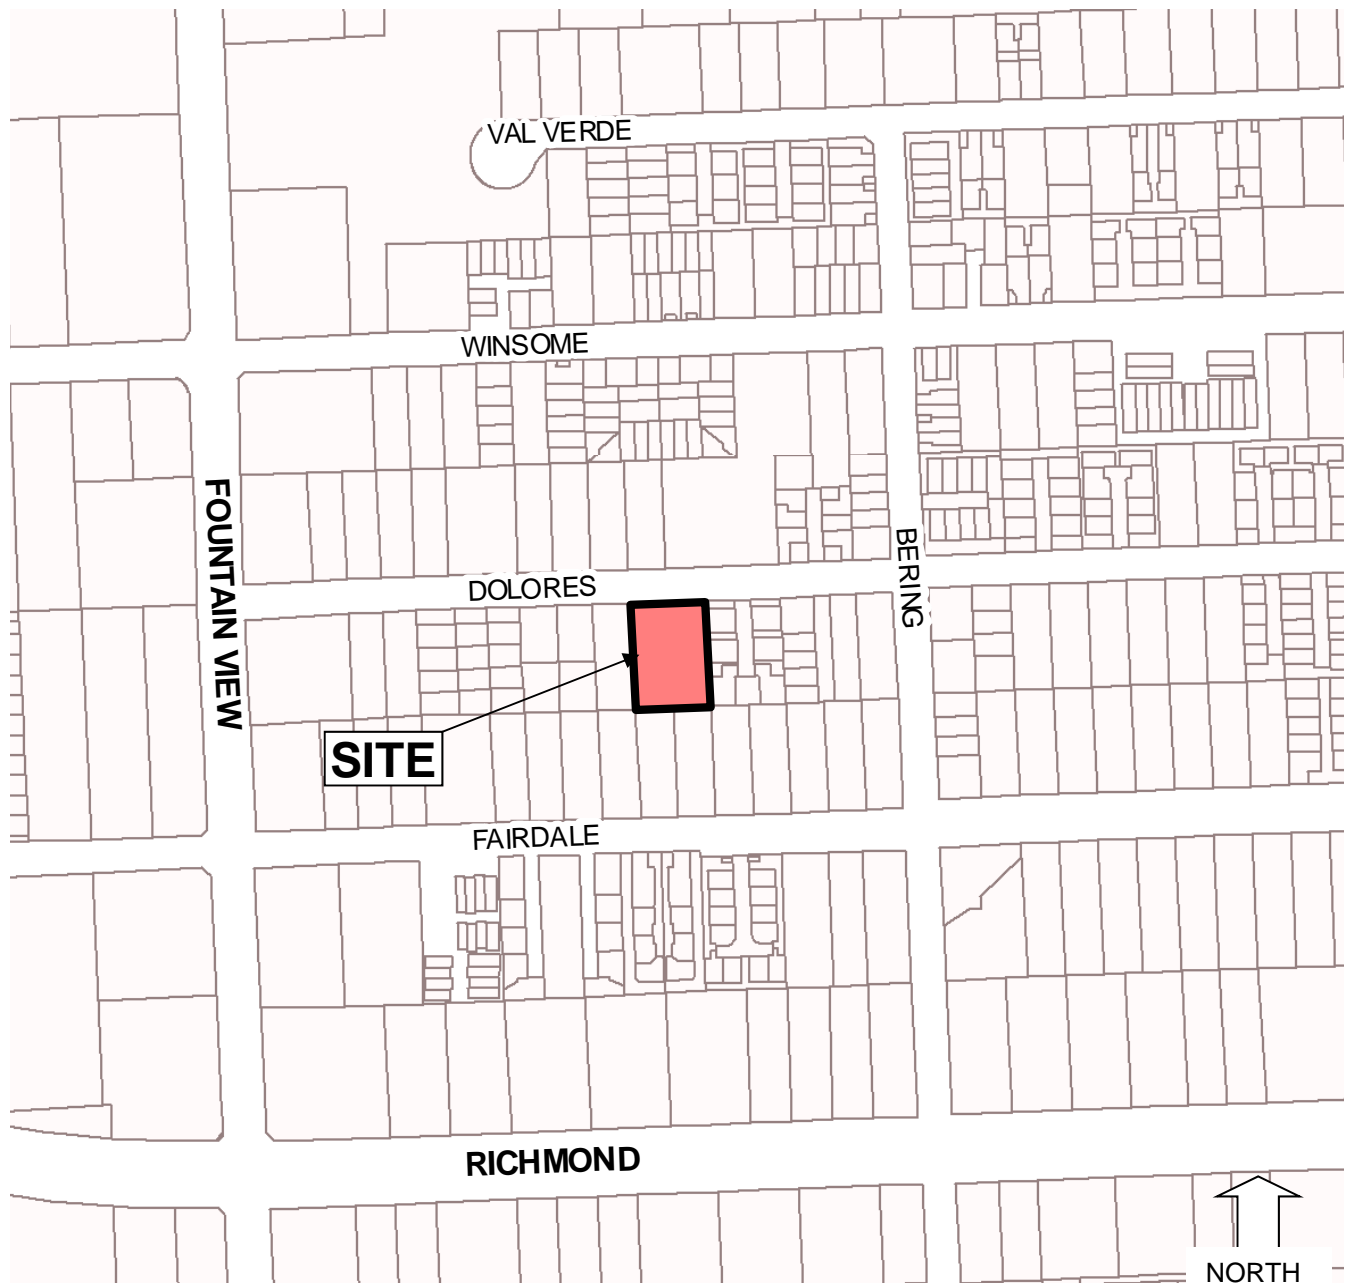 VAL VERDE
WINSOME
FOUNTAIN VIEW
BERING
DOLORES
SITE
FAIRDALE
RICHMOND
NORTH